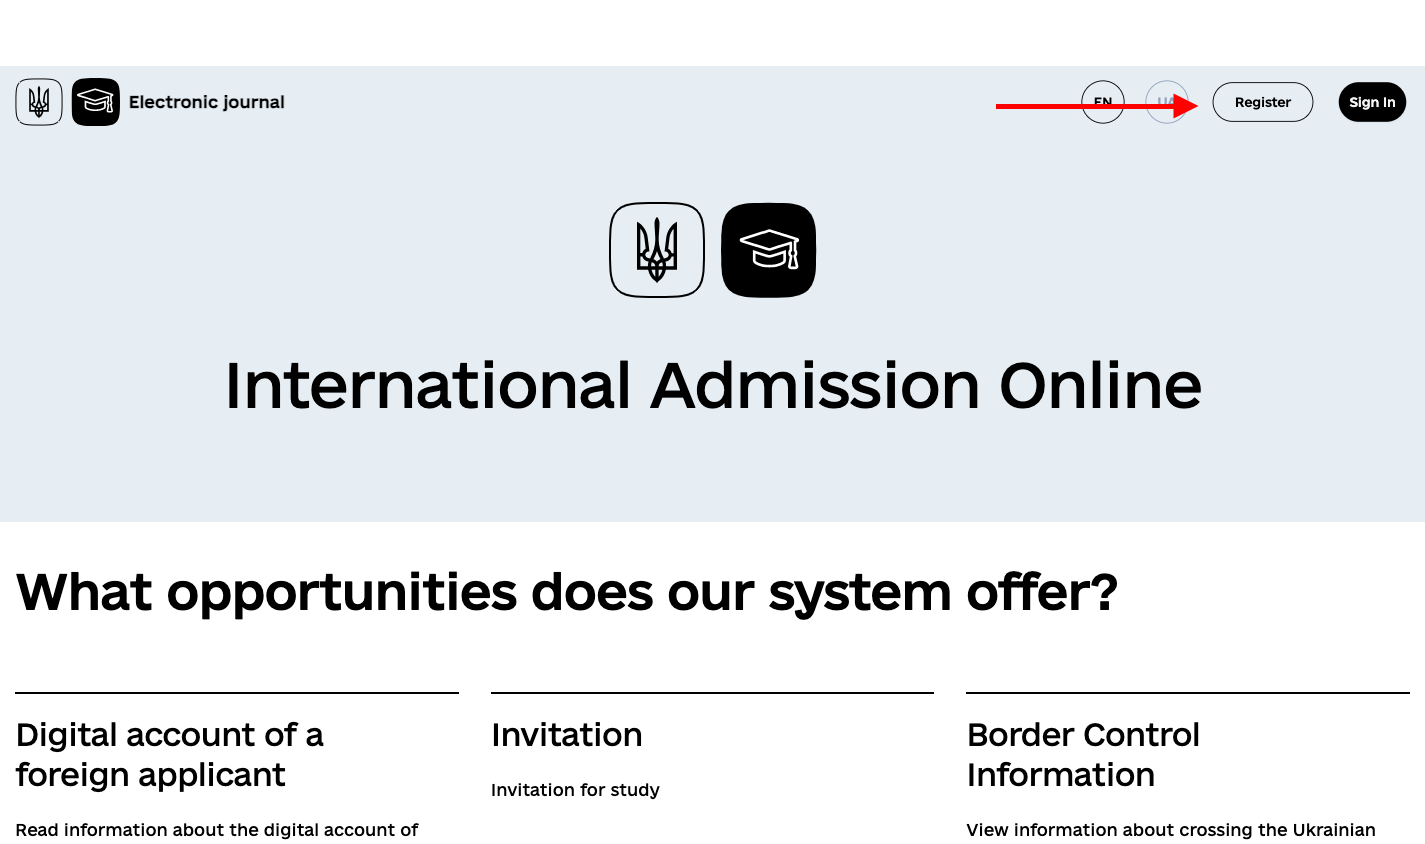 Electronic journal
EN
UA
Register
Sign In
International Admission Online
What opportunities does our system offer?
Digital account of a
foreign applicant
Read information about the digital account of
Invitation
Invitation for study
Border Control
Information
View information about crossing the Ukrainian